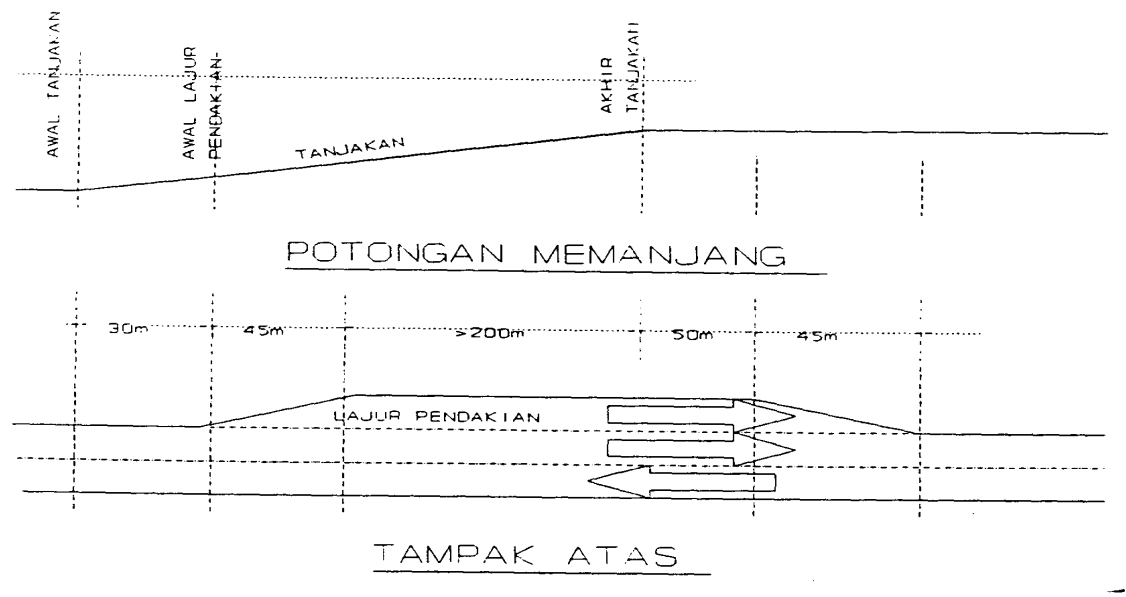 AWAL TANJAKAN
AWAL LAJUR
PENDAKIAN-
AKHIR
TANJAKAN
TANJAKAN
POTONGAN MEMANJANG
30m
45m
>200m
50m
45m
LAJUR PENDAKIAN
TAMPAK ATAS